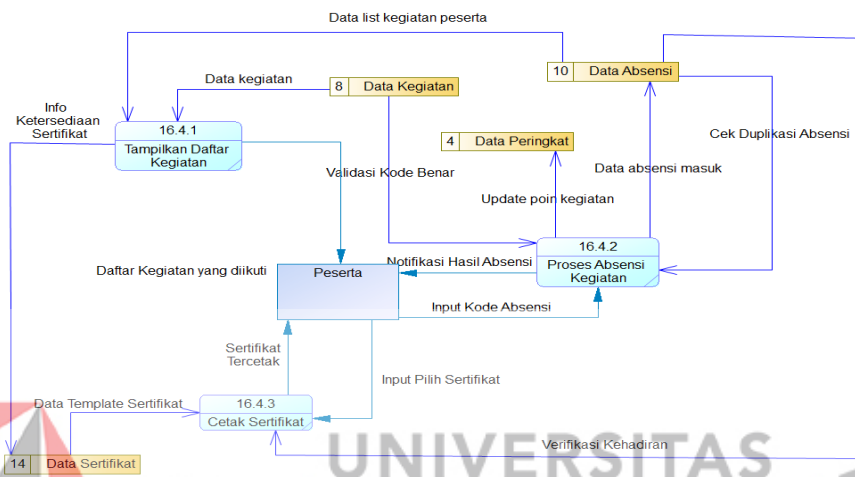 Data list kegiatan peserta
10 Data Absensi
Data kegiatan
8 Data Kegiatan
Info
Ketersediaan
Sertifikat
16.4.1
Tampilkan Daftar
Kegiatan
4 Data Peringkat
Cek Duplikasi Absensi
Validasi Kode Benar
Data absensi masuk
Update poin kegiatan
16.4.2
Proses Absensi
Kegiatan
Daftar Kegiatan yang diikuti
Peserta
Notifikasi Hasil Absensi
Input Kode Absensi
Sertifikat
Tercetak
Input Pilih Sertifikat
Data Template Sertifikat
16.4.3
Cetak Sertifikat
Verifikasi Kehadiran
14 Data Sertifikat
UNIVERSITAS